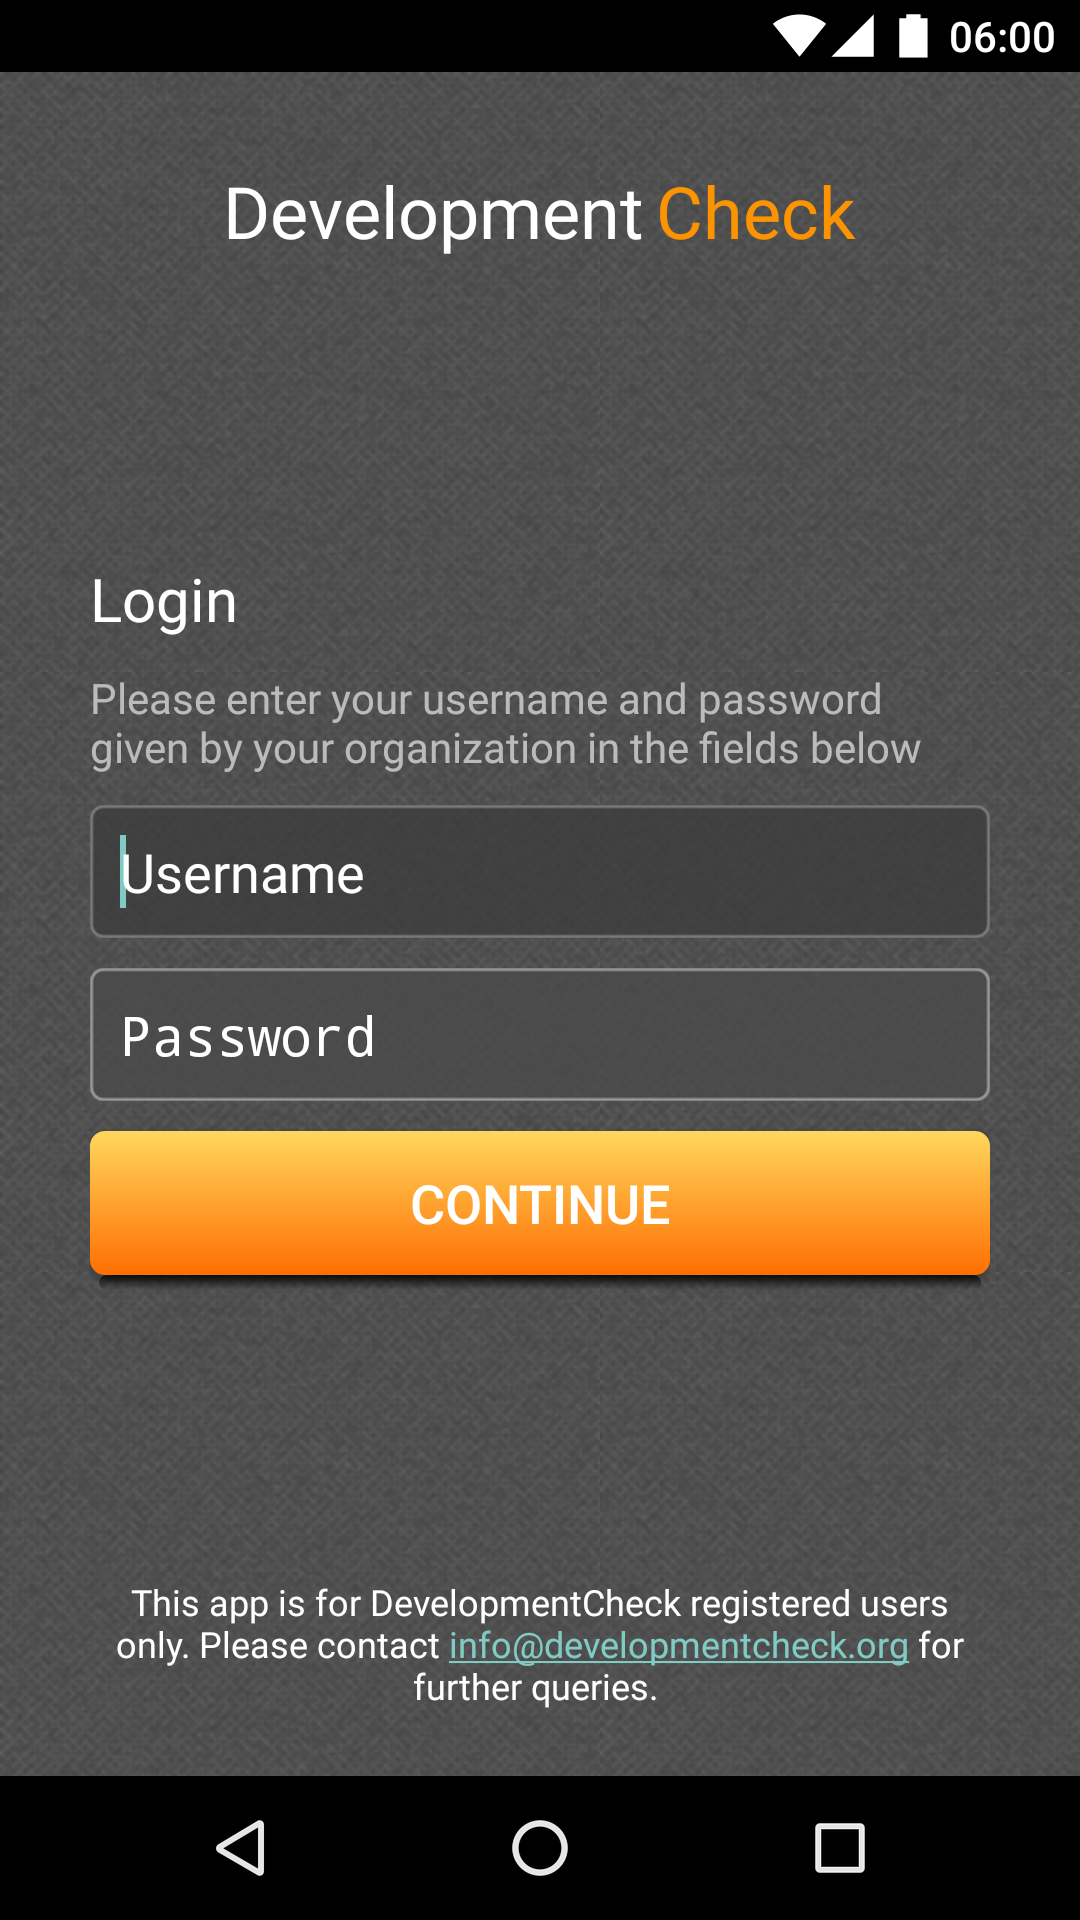 06:00
Development Check
Login
Please enter your username and password
given by your organization in the fields below
Username
Password
CONTINUE
This app is for DevelopmentCheck registered users
only. Please contact info@developmentcheck.org for
further queries.